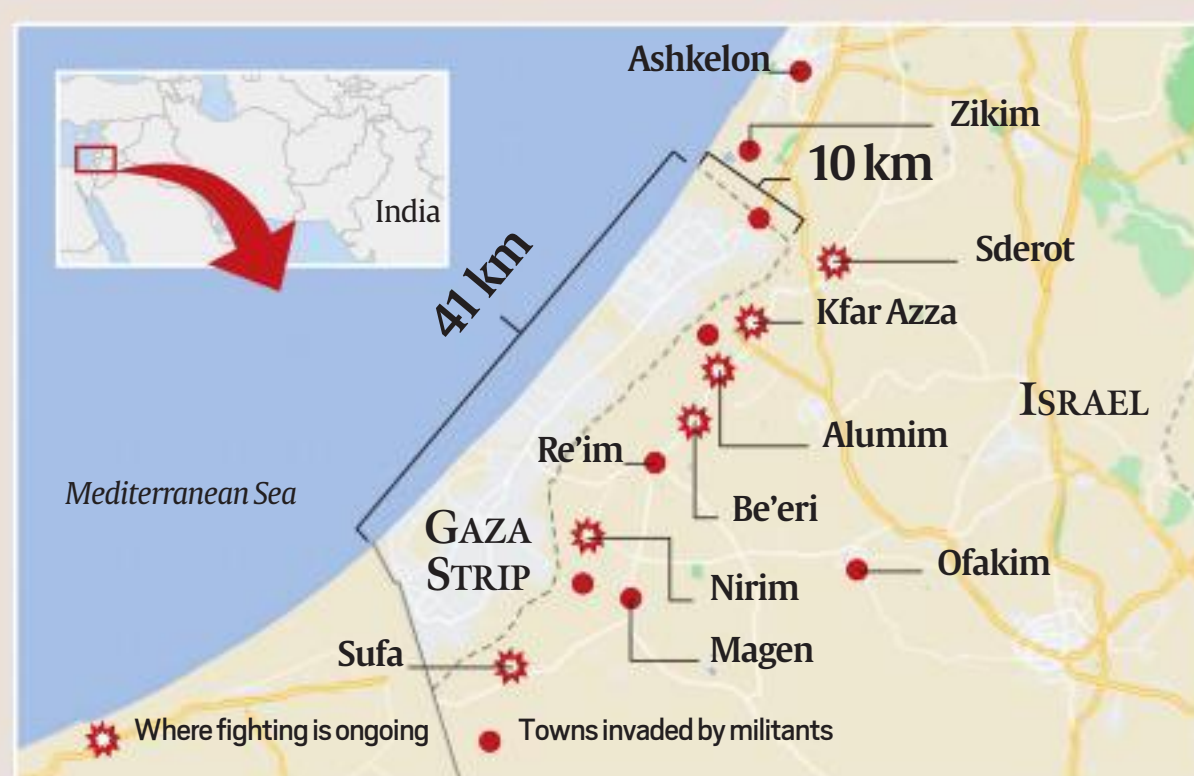 Ashkelon
Zikim
10 km
India
Sderot
41 km
Kfar Azza
ISRAEL
Alumim
Re’im
Mediterranean Sea
Be’eri
GAZA
STRIP
Ofakim
Nirim
Sufa
Magen
Where fighting is ongoing
Towns invaded by militants